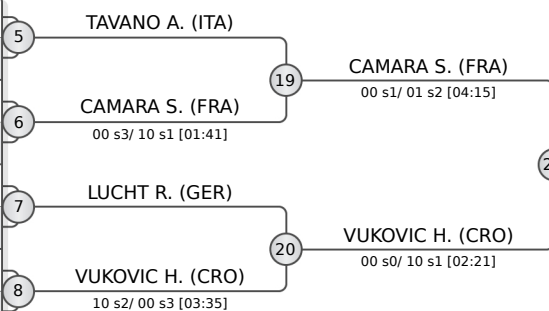 TAVANO A. (ITA)
5
19
CAMARA S. (FRA)
00 s1/ 01 s2 [04:15]
CAMARA S. (FRA)
6
00 s3/ 10 s1 [01:41]
LUCHT R. (GER)
7
20
VUKOVIC H. (CRO)
00 s0/ 10 s1 [02:21]
VUKOVIC H. (CRO)
8
10 s2/ 00 s3 [03:35]